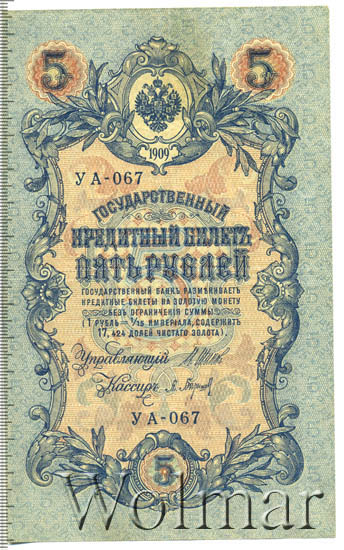 5 5
1909
УА-067
ГОСУДАРСТВЕННЫЙ
КРЕДИТНЫЙ БИЛЕТЪ
ПЯТЬ РУБЛЕЙ
ГОСУДАРСТВЕННЫЙ БАНКЪ РАЗМѢНИВАЕТЪ
КРЕДИТНЫЕ БИЛЕТЫ НА ЗОЛОТУЮ МОНЕТУ
БЕЗЪ ОГРАНИЧЕНІЯ СУММЫ
(1 РУБЛЬ = 1/15 ИМПЕРІАЛА, СОДЕРЖИТЪ
17,424 ДОЛЕЙ ЧИСТАГО ЗОЛОТА).
Управляющій
Кассиръ
УА-067
5
Wolmar